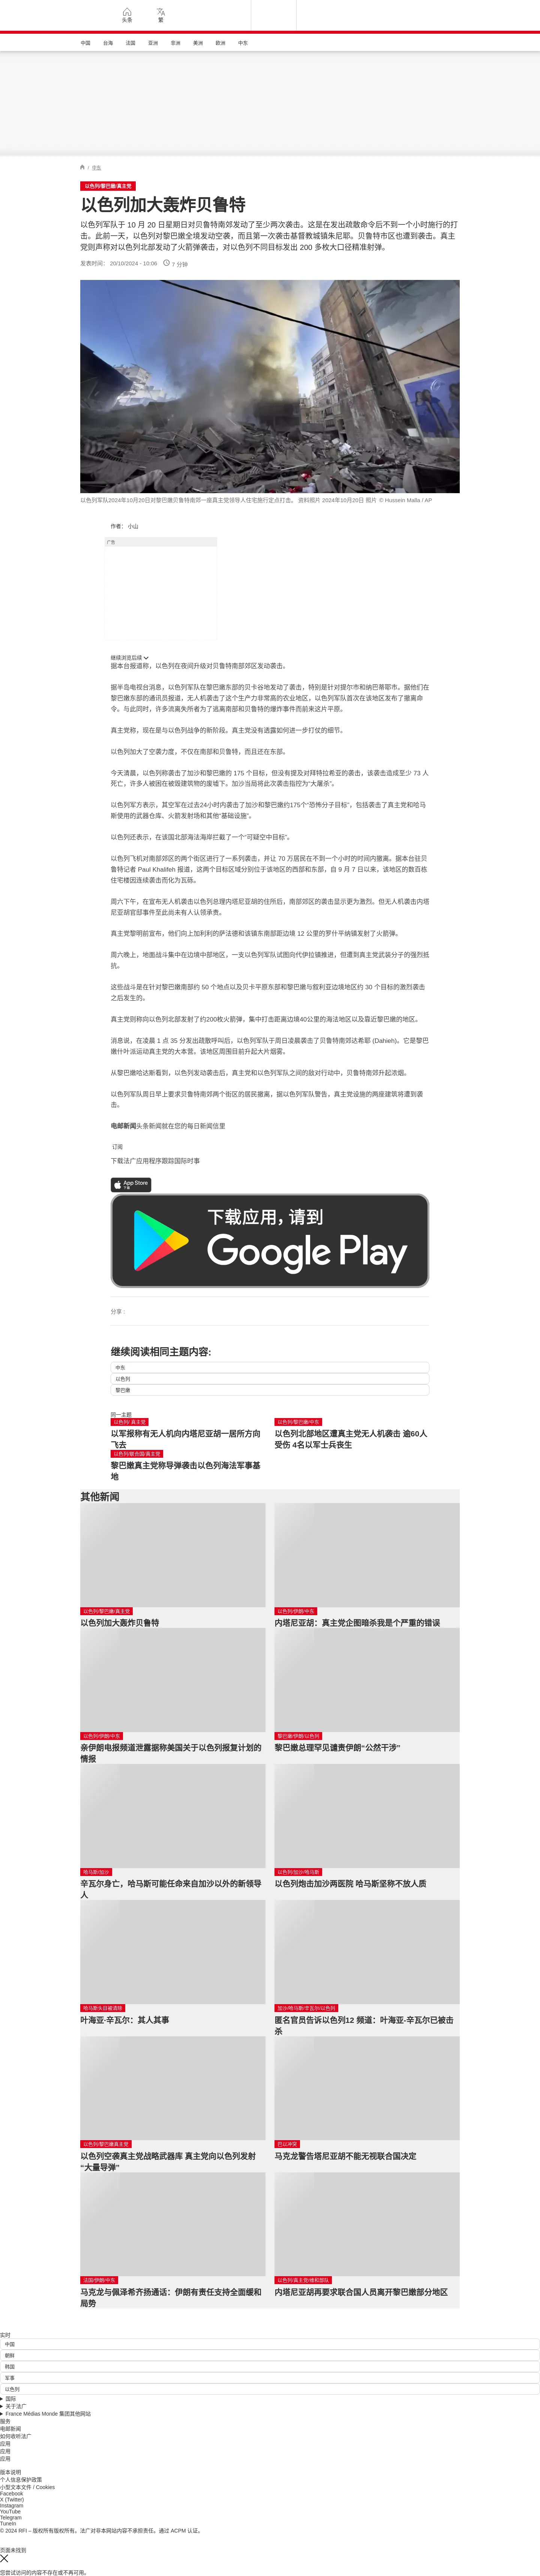 头条
繁
中国
台海
法国
亚洲
非洲
美洲
欧洲
中东
/ 中东
以色列/黎巴嫩/真主党
以色列加大轰炸贝鲁特
以色列军队于 10 月 20 日星期日对贝鲁特南郊发动了至少两次袭击。这是在发出疏散命令后不到一个小时施行的打
击。此前一天，以色列对黎巴嫩全境发动空袭，而且第一次袭击基督教城镇朱尼耶。贝鲁特市区也遭到袭击。真主
党则声称对以色列北部发动了火箭弹袭击，对以色列不同目标发出 200 多枚大口径精准射弹。
发表时间： 20/10/2024 - 10:06
7 分钟
以色列军队2024年10月20日对黎巴嫩贝鲁特南郊一座真主党领导人住宅施行定点打击。 资料照片 2024年10月20日 照片 © Hussein Malla / AP
作者： 小山
广告
继续浏览后续
据本台报道称，以色列在夜间升级对贝鲁特南部郊区发动袭击。
据半岛电视台消息，以色列军队在黎巴嫩东部的贝卡谷地发动了袭击，特别是针对提尔市和纳巴蒂耶市。据他们在
黎巴嫩东部的通讯员报道，无人机袭击了这个生产力非常高的农业地区，以色列军队首次在该地区发布了撤离命
令。与此同时，许多流离失所者为了逃离南部和贝鲁特的爆炸事件而前来这片平原。
真主党称，现在是与以色列战争的新阶段。真主党没有透露如何进一步打仗的细节。
以色列加大了空袭力度，不仅在南部和贝鲁特，而且还在东部。
今天清晨，以色列称袭击了加沙和黎巴嫩的 175 个目标，但没有提及对拜特拉希亚的袭击，该袭击造成至少 73 人
死亡，许多人被困在被毁建筑物的废墟下。加沙当局将此次袭击指控为“大屠杀”。
以色列军方表示，其空军在过去24小时内袭击了加沙和黎巴嫩约175个“恐怖分子目标”，包括袭击了真主党和哈马
斯使用的武器仓库、火箭发射场和其他“基础设施”。
以色列还表示，在该国北部海法海岸拦截了一个“可疑空中目标”。
以色列飞机对南部郊区的两个街区进行了一系列袭击，并让 70 万居民在不到一个小时的时间内撤离。据本台驻贝
鲁特记者 Paul Khalifeh 报道，这两个目标区域分别位于该地区的西部和东部，自 9 月 7 日以来，该地区的数百栋
住宅楼因连续袭击而化为瓦砾。
周六下午，在宣布无人机袭击以色列总理内塔尼亚胡的住所后，南部郊区的袭击显示更为激烈。但无人机袭击内塔
尼亚胡官邸事件至此尚未有人认领承责。
真主党黎明前宣布，他们向上加利利的萨法德和该镇东南部距边境 12 公里的罗什平纳镇发射了火箭弹。
周六晚上，地面战斗集中在边境中部地区，一支以色列军队试图向代伊拉镇推进，但遭到真主党武装分子的强烈抵
抗。
这些战斗是在针对黎巴嫩南部约 50 个地点以及贝卡平原东部和黎巴嫩与叙利亚边境地区约 30 个目标的激烈袭击
之后发生的。
真主党则称向以色列北部发射了约200枚火箭弹，集中打击距离边境40公里的海法地区以及靠近黎巴嫩的地区。
消息说，在凌晨 1 点 35 分发出疏散呼叫后，以色列军队于周日凌晨袭击了贝鲁特南郊达希耶 (Dahieh)。它是黎巴
嫩什叶派运动真主党的大本营。该地区周围目前升起大片烟雾。
从黎巴嫩哈达斯看到，以色列发动袭击后，真主党和以色列军队之间的敌对行动中，贝鲁特南郊升起浓烟。
以色列军队周日早上要求贝鲁特南郊两个街区的居民撤离，据以色列军队警告，真主党设施的两座建筑将遭到袭
击。
电邮新闻头条新闻就在您的每日新闻信里
订阅
下载法广应用程序跟踪国际时事
App Store
下载应用，请到
Google Play
分享 :
继续阅读相同主题内容:
中东
以色列
黎巴嫩
同一主题
以色列/ 真主党
以军报称有无人机向内塔尼亚胡一居所方向
飞去
以色列/黎巴嫩/中东
以色列北部地区遭真主党无人机袭击 逾60人
受伤 4名以军士兵丧生
以色列/联合国/真主党
黎巴嫩真主党称导弹袭击以色列海法军事基
地
其他新闻
以色列/黎巴嫩/真主党
以色列加大轰炸贝鲁特
以色列/伊朗/中东
内塔尼亚胡：真主党企图暗杀我是个严重的错误
以色列/伊朗/中东
亲伊朗电报频道泄露据称美国关于以色列报复计划的
情报
黎巴嫩/伊朗/以色列
黎巴嫩总理罕见谴责伊朗“公然干涉”
哈马斯/加沙
辛瓦尔身亡，哈马斯可能任命来自加沙以外的新领导
人
以色列/加沙/哈马斯
以色列炮击加沙两医院 哈马斯坚称不放人质
哈马斯头目被清除
叶海亚·辛瓦尔：其人其事
加沙/哈马斯/辛瓦尔/以色列
匿名官员告诉以色列12 频道：叶海亚-辛瓦尔已被击
杀
以色列/黎巴嫩真主党
以色列空袭真主党战略武器库 真主党向以色列发射
“大量导弹”
巴以冲突
马克龙警告塔尼亚胡不能无视联合国决定
法国/伊朗/中东
马克龙与佩泽希齐扬通话：伊朗有责任支持全面缓和
局势
以色列/真主党/维和部队
内塔尼亚胡再要求联合国人员离开黎巴嫩部分地区
实时
中国
朝鲜
韩国
军事
以色列
国际
关于法广
France Médias Monde 集团其他网站
服务
电邮新闻
如何收听法广
应用
应用
应用
版本说明
个人信息保护政策
小型文本文件 / Cookies
Facebook
X (Twitter)
Instagram
YouTube
Telegram
TuneIn
© 2024 RFI – 版权所有版权所有。法广对非本网站内容不承担责任。通过 ACPM 认证。
页面未找到
您尝试访问的内容不存在或不再可用。